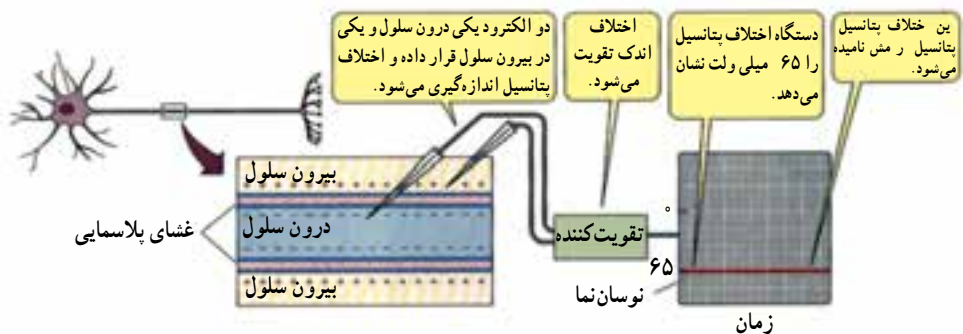 دو الکترود یکی درون سلول و یکی
در بیرون سلول قرار داده و اختلاف
پتانسیل اندازه‌گیری می‌شود.
اختلاف
اندک تقویت
می‌شود.
دستگاه اختلاف پتانسیل
را ۶۵ میلی ولت نشان
می‌دهد.
ین ختلاف پتانسیل
پتانسیل ر مش نامیده
می‌شود.
بیرون سلول
درون سلول
بیرون سلول
غشای پلاسمایی
تقویت‌کننده
۰
۶۵
نوسان‌نما
زمان